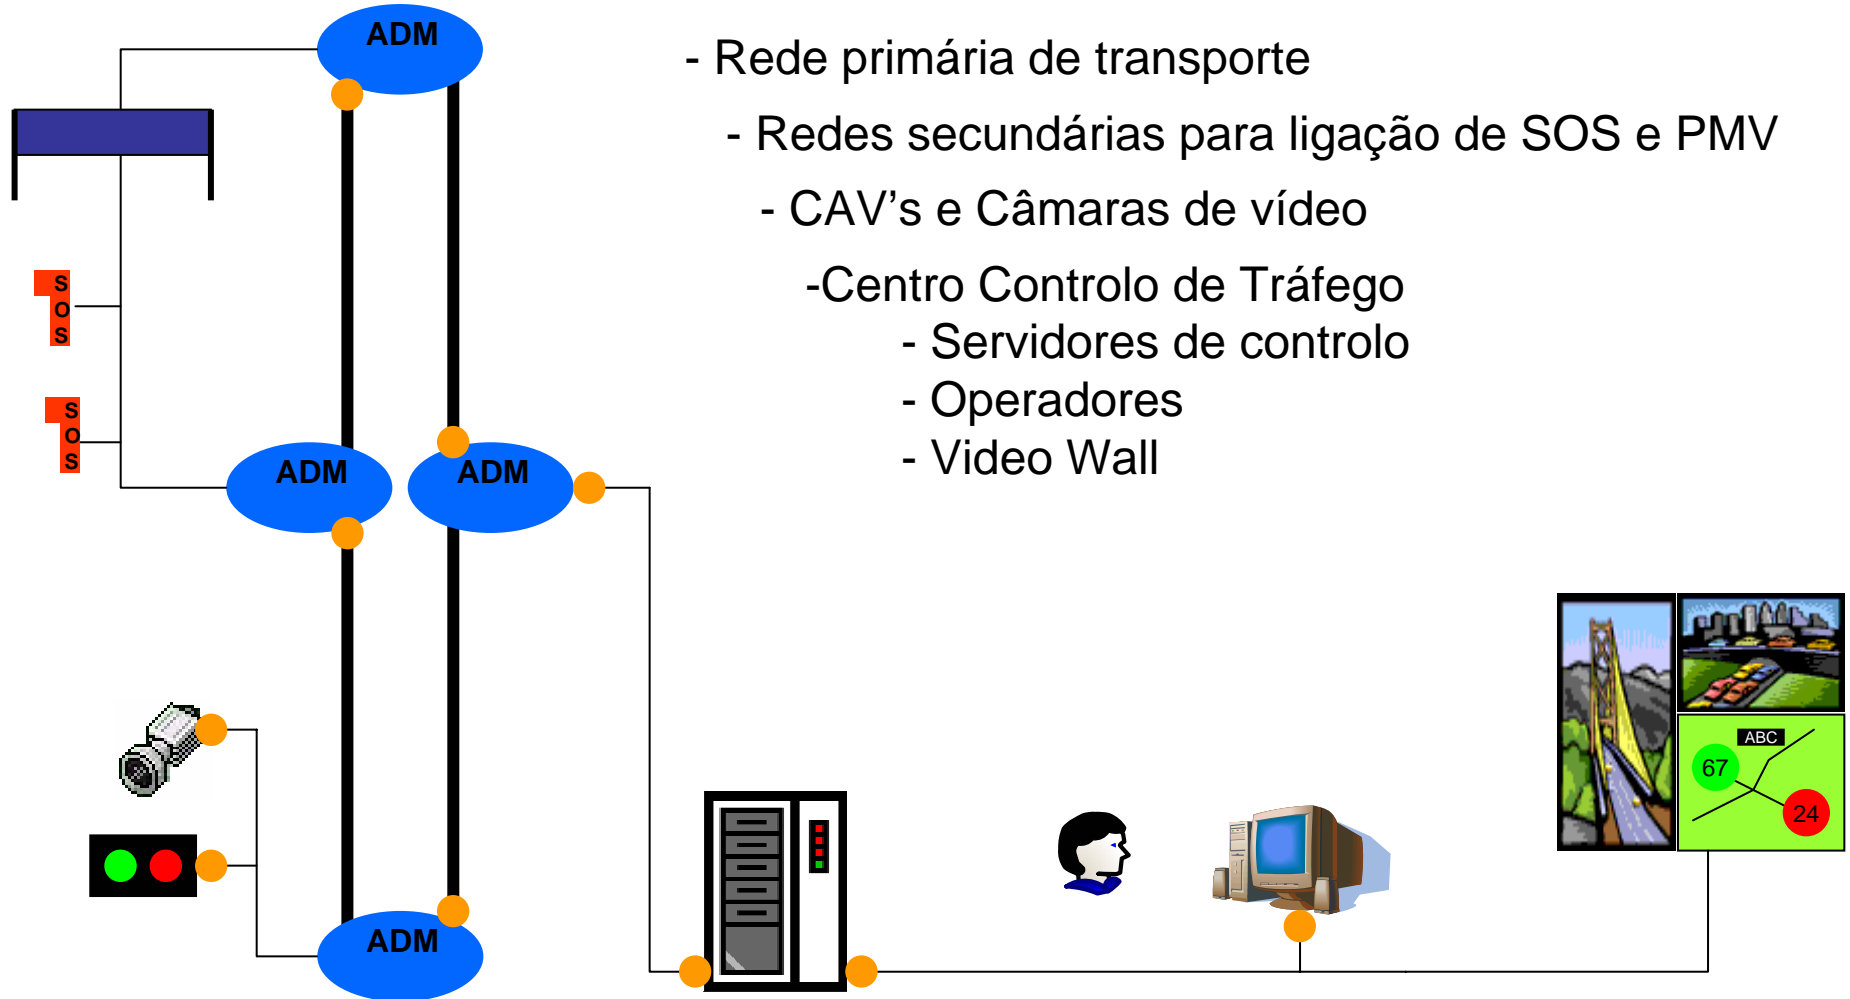 ADM
- Rede primária de transporte
- Redes secundárias para ligação de SOS e PMV
- CAV's e Câmaras de vídeo
-Centro Controlo de Tráfego
- Servidores de controlo
- Operadores
- Video Wall
S
O
S
S
O
S
ADM
ADM
ABC
67
24
ADM